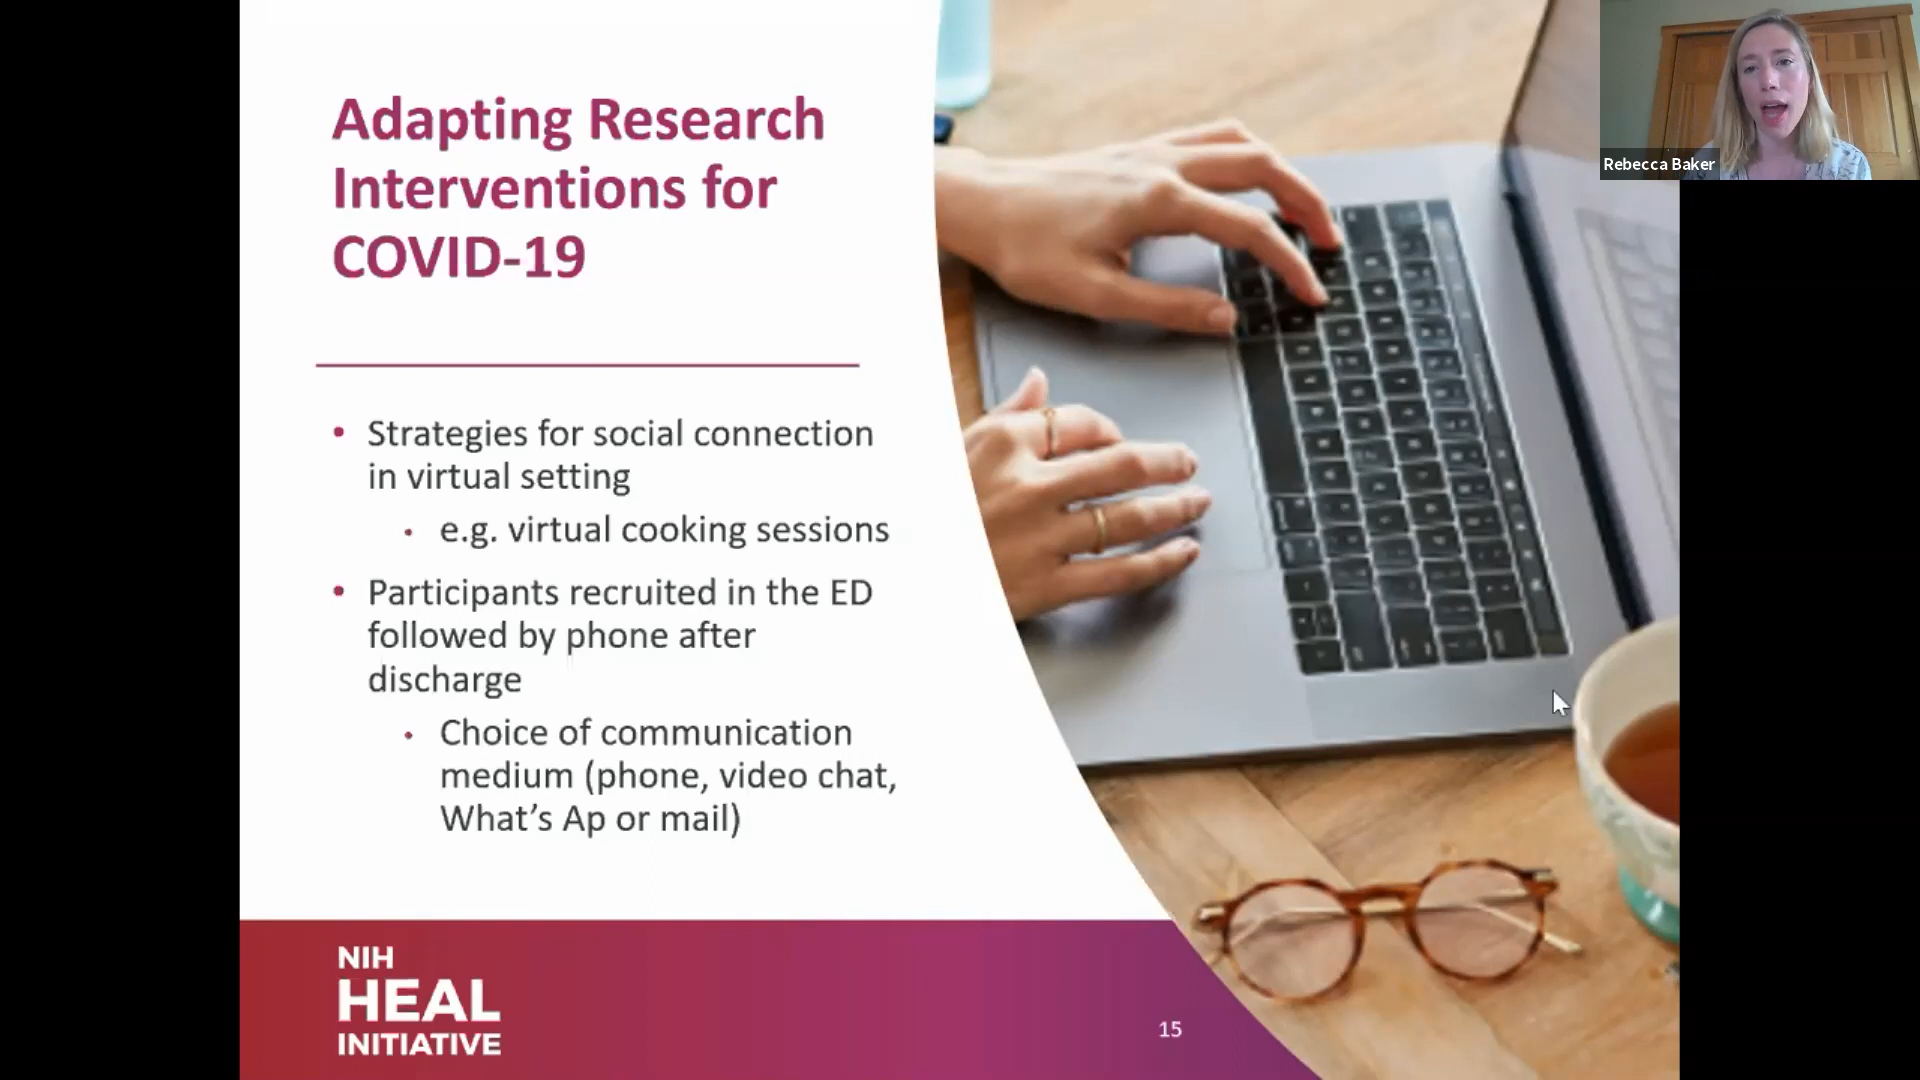 Adapting Research
Interventions for
COVID-19
• Strategies for social connection
in virtual setting
• e.g. virtual cooking sessions
• Participants recruited in the ED
followed by phone after
discharge
• Choice of communication
medium (phone, video chat,
What’s Ap or mail)
NIH
HEAL
INITIATIVE
15
Rebecca Baker